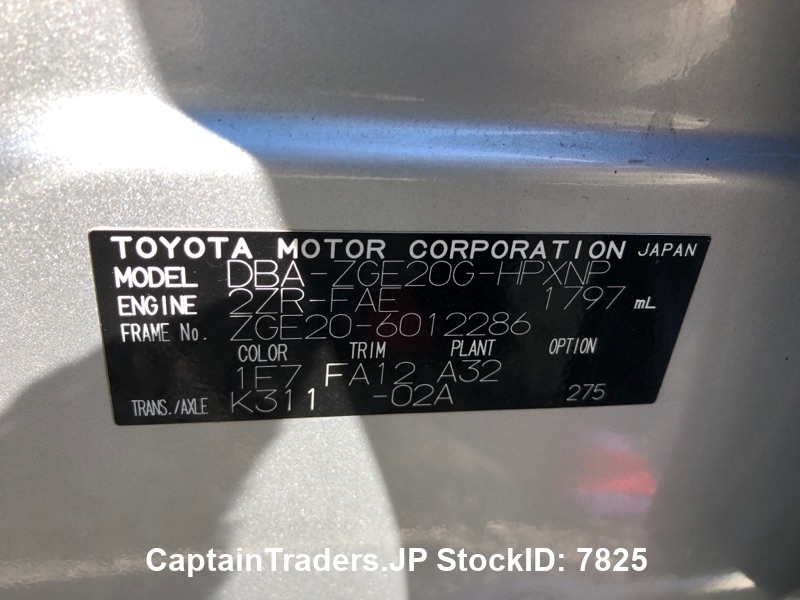 TOYOTA MOTOR CORPORATION JAPAN
MODEL DBA-ZGE20G-HPXNP
ENGINE 2ZR-FAE 1797 mL
FRAME No. ZGE20-6012286
COLOR TRIM PLANT OPTION
1E7 FA12 A32
TRANS./AXLE K311 -02A 275
CaptainTraders.JP StockID: 7825